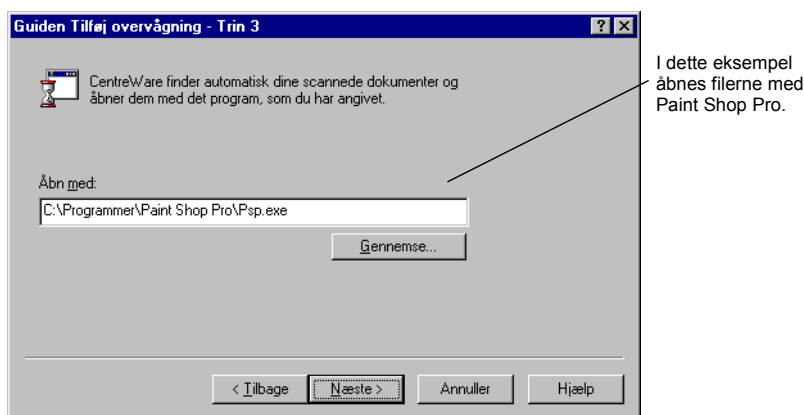 Guiden Tilføj overvågning - Trin 3
CentreWare finder automatisk dine scannede dokumenter og
åbner dem med det program, som du har angivet.
Åbn med:
C:\Programmer\Paint Shop Pro\Psp.exe
Gennemse...
< Tilbage
Næste >
Annuller
Hjælp
I dette eksempel
åbnes filerne med
Paint Shop Pro.